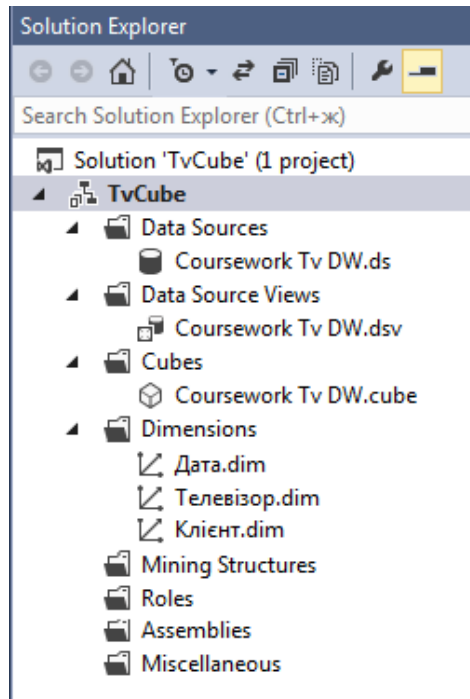 Solution Explorer
Search Solution Explorer (Ctrl+ж)
Solution 'TvCube' (1 project)
TvCube
Data Sources
Coursework Tv DW.ds
Data Source Views
Coursework Tv DW.dsv
Cubes
Coursework Tv DW.cube
Dimensions
Дата.dim
Телевізор.dim
Клієнт.dim
Mining Structures
Roles
Assemblies
Miscellaneous